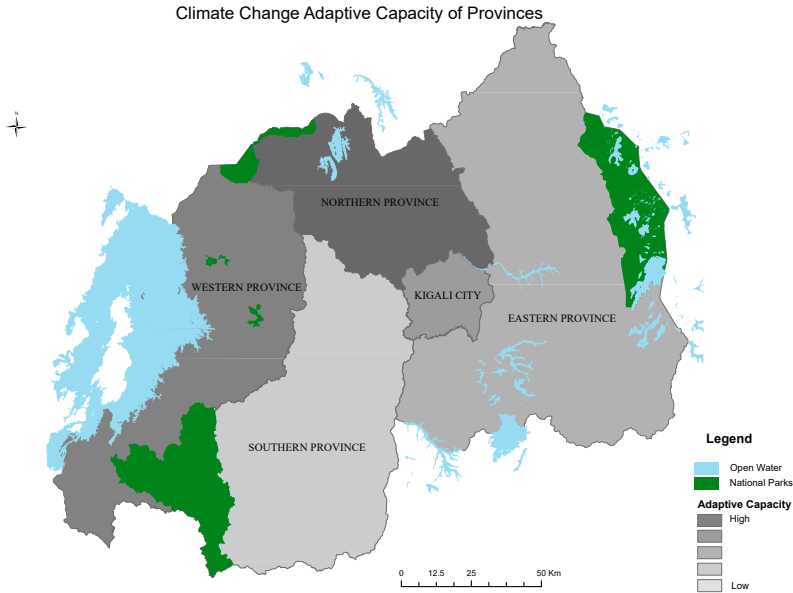 Climate Change Adaptive Capacity of Provinces
N
NORTHERN PROVINCE
WESTERN PROVINCE
KIGALI CITY
EASTERN PROVINCE
SOUTHERN PROVINCE
Legend
Open Water
National Parks
Adaptive Capacity
High
Low
0 12.5 25 50 Km